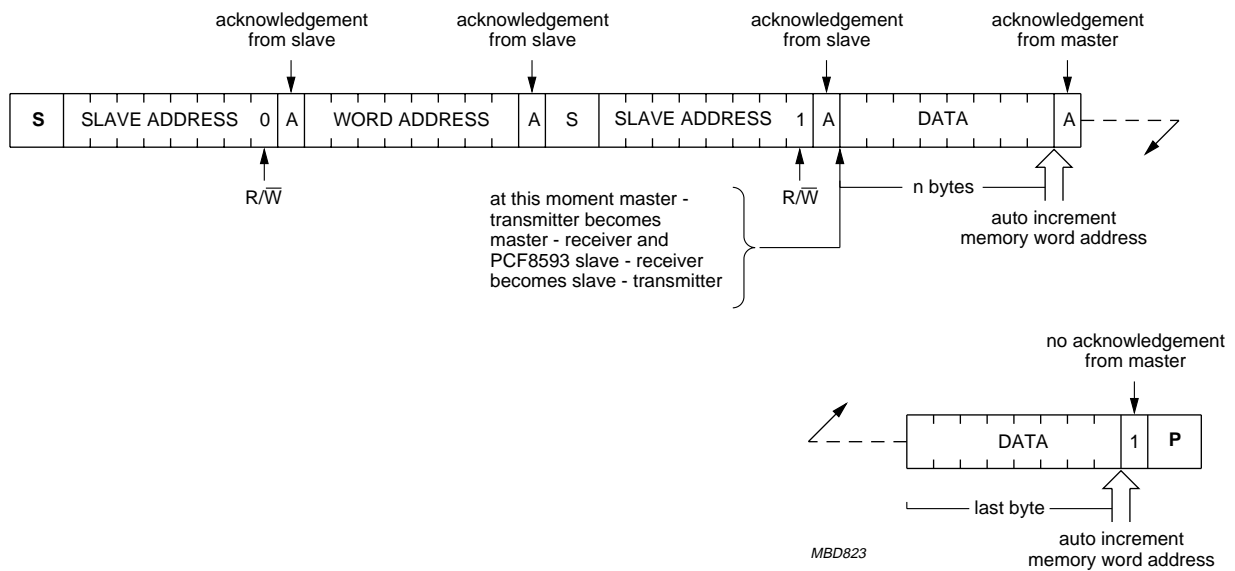 acknowledgement
from slave
acknowledgement
from slave
acknowledgement
from slave
acknowledgement
from master
S SLAVE ADDRESS 0 A WORD ADDRESS A S SLAVE ADDRESS 1 A DATA A
R/W̅
R/W̅
n bytes
at this moment master -
transmitter becomes
master - receiver and
PCF8593 slave - receiver
becomes slave - transmitter
auto increment
memory word address
no acknowledgement
from master
DATA 1 P
last byte
auto increment
memory word address
MBD823